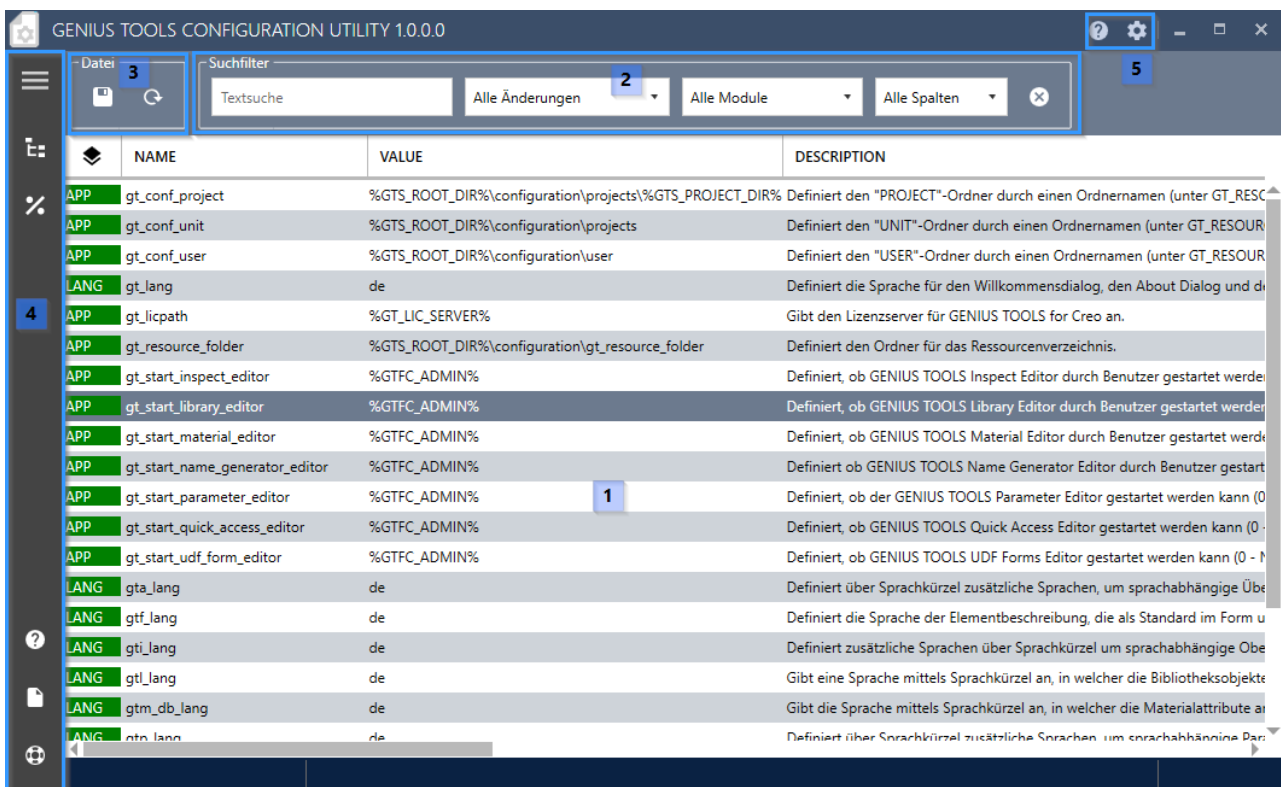 GENIUS TOOLS CONFIGURATION UTILITY 1.0.0.0
Datei 3 Suchfilter 2 5
Textsuche Alle Änderungen Alle Module Alle Spalten
NAME VALUE DESCRIPTION
APP gt_conf_project %GTS_ROOT_DIR%\configuration\projects\%GTS_PROJECT_DIR% Definiert den "PROJECT"-Ordner durch einen Ordnernamen (unter GT_RESC
APP gt_conf_unit %GTS_ROOT_DIR%\configuration\projects Definiert den "UNIT"-Ordner durch einen Ordnernamen (unter GT_RESOUR
APP gt_conf_user %GTS_ROOT_DIR%\configuration\user Definiert den "USER"-Ordner durch einen Ordnernamen (unter GT_RESOUR
LANG gt_lang de Definiert die Sprache für den Willkommensdialog, den About Dialog und d
4 APP gt_licpath %GT_LIC_SERVER% Gibt den Lizenzserver für GENIUS TOOLS for Creo an.
APP gt_resource_folder %GTS_ROOT_DIR%\configuration\gt_resource_folder Definiert den Ordner für das Ressourcenverzeichnis.
APP gt_start_inspect_editor %GTFC_ADMIN% Definiert, ob GENIUS TOOLS Inspect Editor durch Benutzer gestartet werde
APP gt_start_library_editor %GTFC_ADMIN% Definiert, ob GENIUS TOOLS Library Editor durch Benutzer gestartet werder
APP gt_start_material_editor %GTFC_ADMIN% Definiert, ob GENIUS TOOLS Material Editor durch Benutzer gestartet werde
APP gt_start_name_generator_editor %GTFC_ADMIN% Definiert ob GENIUS TOOLS Name Generator Editor durch Benutzer gestart
APP gt_start_parameter_editor %GTFC_ADMIN% 1 Definiert, ob der GENIUS TOOLS Parameter Editor gestartet werden kann (0
APP gt_start_quick_access_editor %GTFC_ADMIN% Definiert, ob GENIUS TOOLS Quick Access Editor gestartet werden kann (0 -
APP gt_start_udf_form_editor %GTFC_ADMIN% Definiert, ob GENIUS TOOLS UDF Forms Editor gestartet werden kann (0 - N
LANG gta_lang de Definiert über Sprachkürzel zusätzliche Sprachen, um sprachabhängige Übe
LANG gtf_lang de Definiert die Sprache der Elementbeschreibung, die als Standard im Form u
LANG gti_lang de Definiert zusätzliche Sprachen über Sprachkürzel um sprachabhängige Obe
LANG gtl_lang de Gibt eine Sprache mittels Sprachkürzel an, in welcher die Bibliotheksobjekte
LANG gtm_db_lang de Gibt die Sprache mittels Sprachkürzel an, in welcher die Materialattribute a
LANG gtp_lang de Definiert über Sprachkürzel zusätzliche Sprachen, um sprachabhängige Par